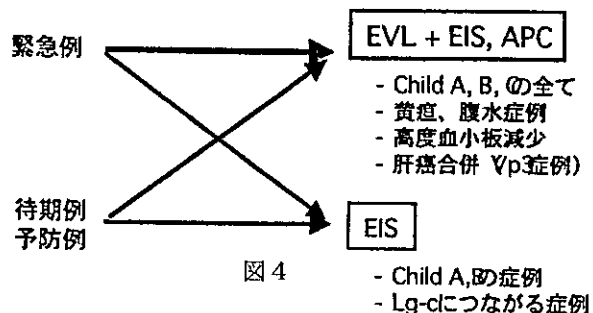 緊急例
EVL + EIS, APC
- Child A, B, Cの全て
- 黄疸、腹水症例
- 高度血小板減少
- 肝癌合併（Vp3症例）
待期例
予防例
EIS
- Child A,Bの症例
- Lg-cにつながる症例
図4